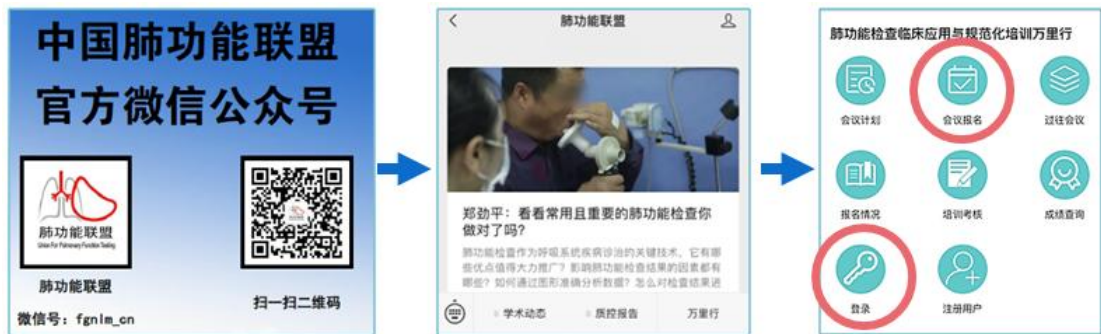 中国肺功能联盟
官方微信公众号
肺功能联盟
Union For Pulmonary Function Testing
肺功能联盟
微信号：fgnlm_cn
扫一扫二维码
肺功能联盟
郑劲平：看看常用且重要的肺功能检查你
做对了吗？
肺功能检查作为呼吸系统疾病诊治的关键技术，它有哪
些优点值得大力推广？影响肺功能检查结果的因素都有
哪些？如何通过图形准确分析数据？怎么对检查结果进
学术动态
质控报告
万里行
肺功能检查临床应用与规范化培训万里行
会议计划
会议报名
过往会议
报名情况
培训考核
成绩查询
登录
注册用户